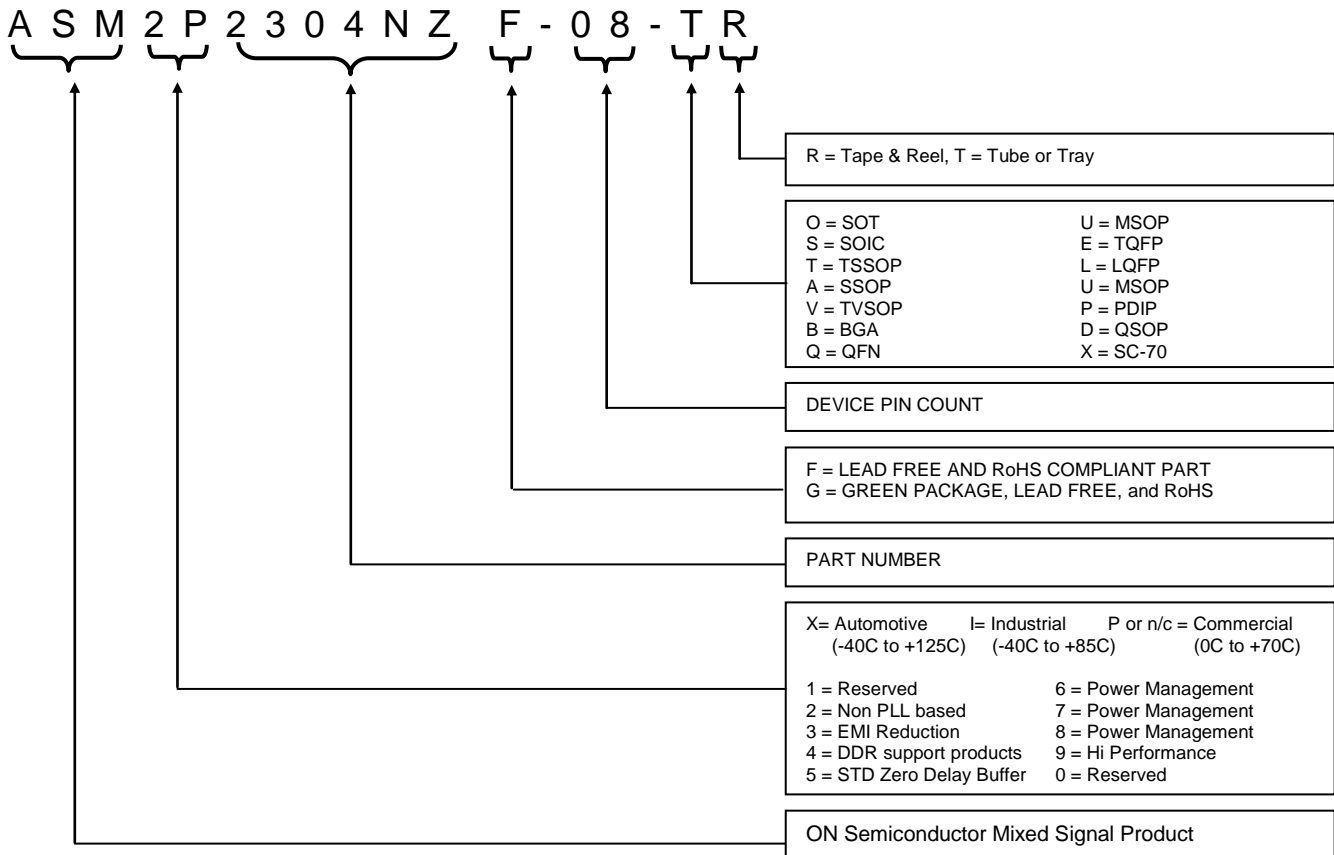 A S M 2 P 2 3 0 4 N Z F - 0 8 - T R
R = Tape & Reel, T = Tube or Tray
O = SOT U = MSOP
S = SOIC E = TQFP
T = TSSOP L = LQFP
A = SSOP U = MSOP
V = TVSOP P = PDIP
B = BGA D = QSOP
Q = QFN X = SC-70
DEVICE PIN COUNT
F = LEAD FREE AND RoHS COMPLIANT PART
G = GREEN PACKAGE, LEAD FREE, and RoHS
PART NUMBER
X= Automotive I= Industrial P or n/c = Commercial
(-40C to +125C) (-40C to +85C) (0C to +70C)
1 = Reserved 6 = Power Management
2 = Non PLL based 7 = Power Management
3 = EMI Reduction 8 = Power Management
4 = DDR support products 9 = Hi Performance
5 = STD Zero Delay Buffer 0 = Reserved
ON Semiconductor Mixed Signal Product